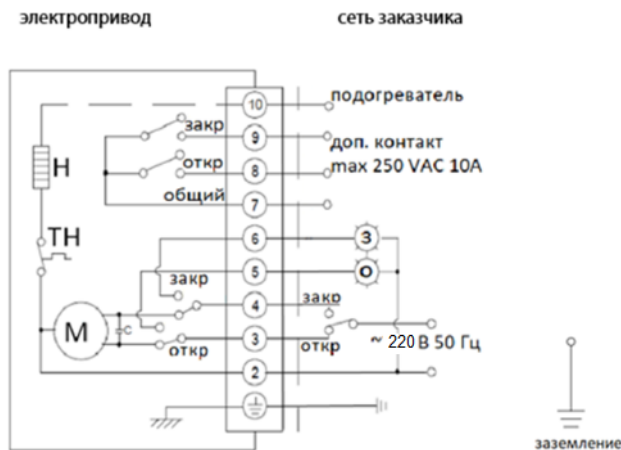 электропривод
сеть заказчика
10
подогреватель
закр
9
доп. контакт
H
откр
8
max 250 VAC 10A
общий
7
TH
6
З
5
О
закр
4
закр
M
C
3
откр
откр
~ 220 В 50 Гц
2
заземление